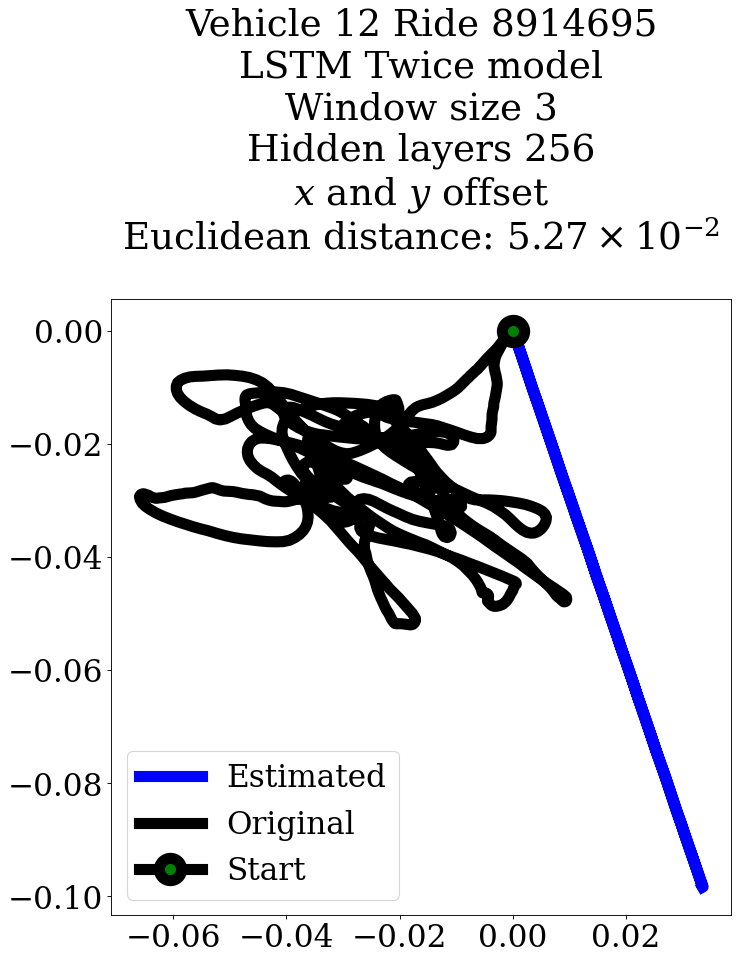 Vehicle 12 Ride 8914695
LSTM Twice model
Window size 3
Hidden layers 256
x and y offset
Euclidean distance: 5.27 × 10⁻²
0.00
−0.02
−0.04
−0.06
−0.08
−0.10
Estimated
Original
Start
−0.06 −0.04 −0.02 0.00 0.02